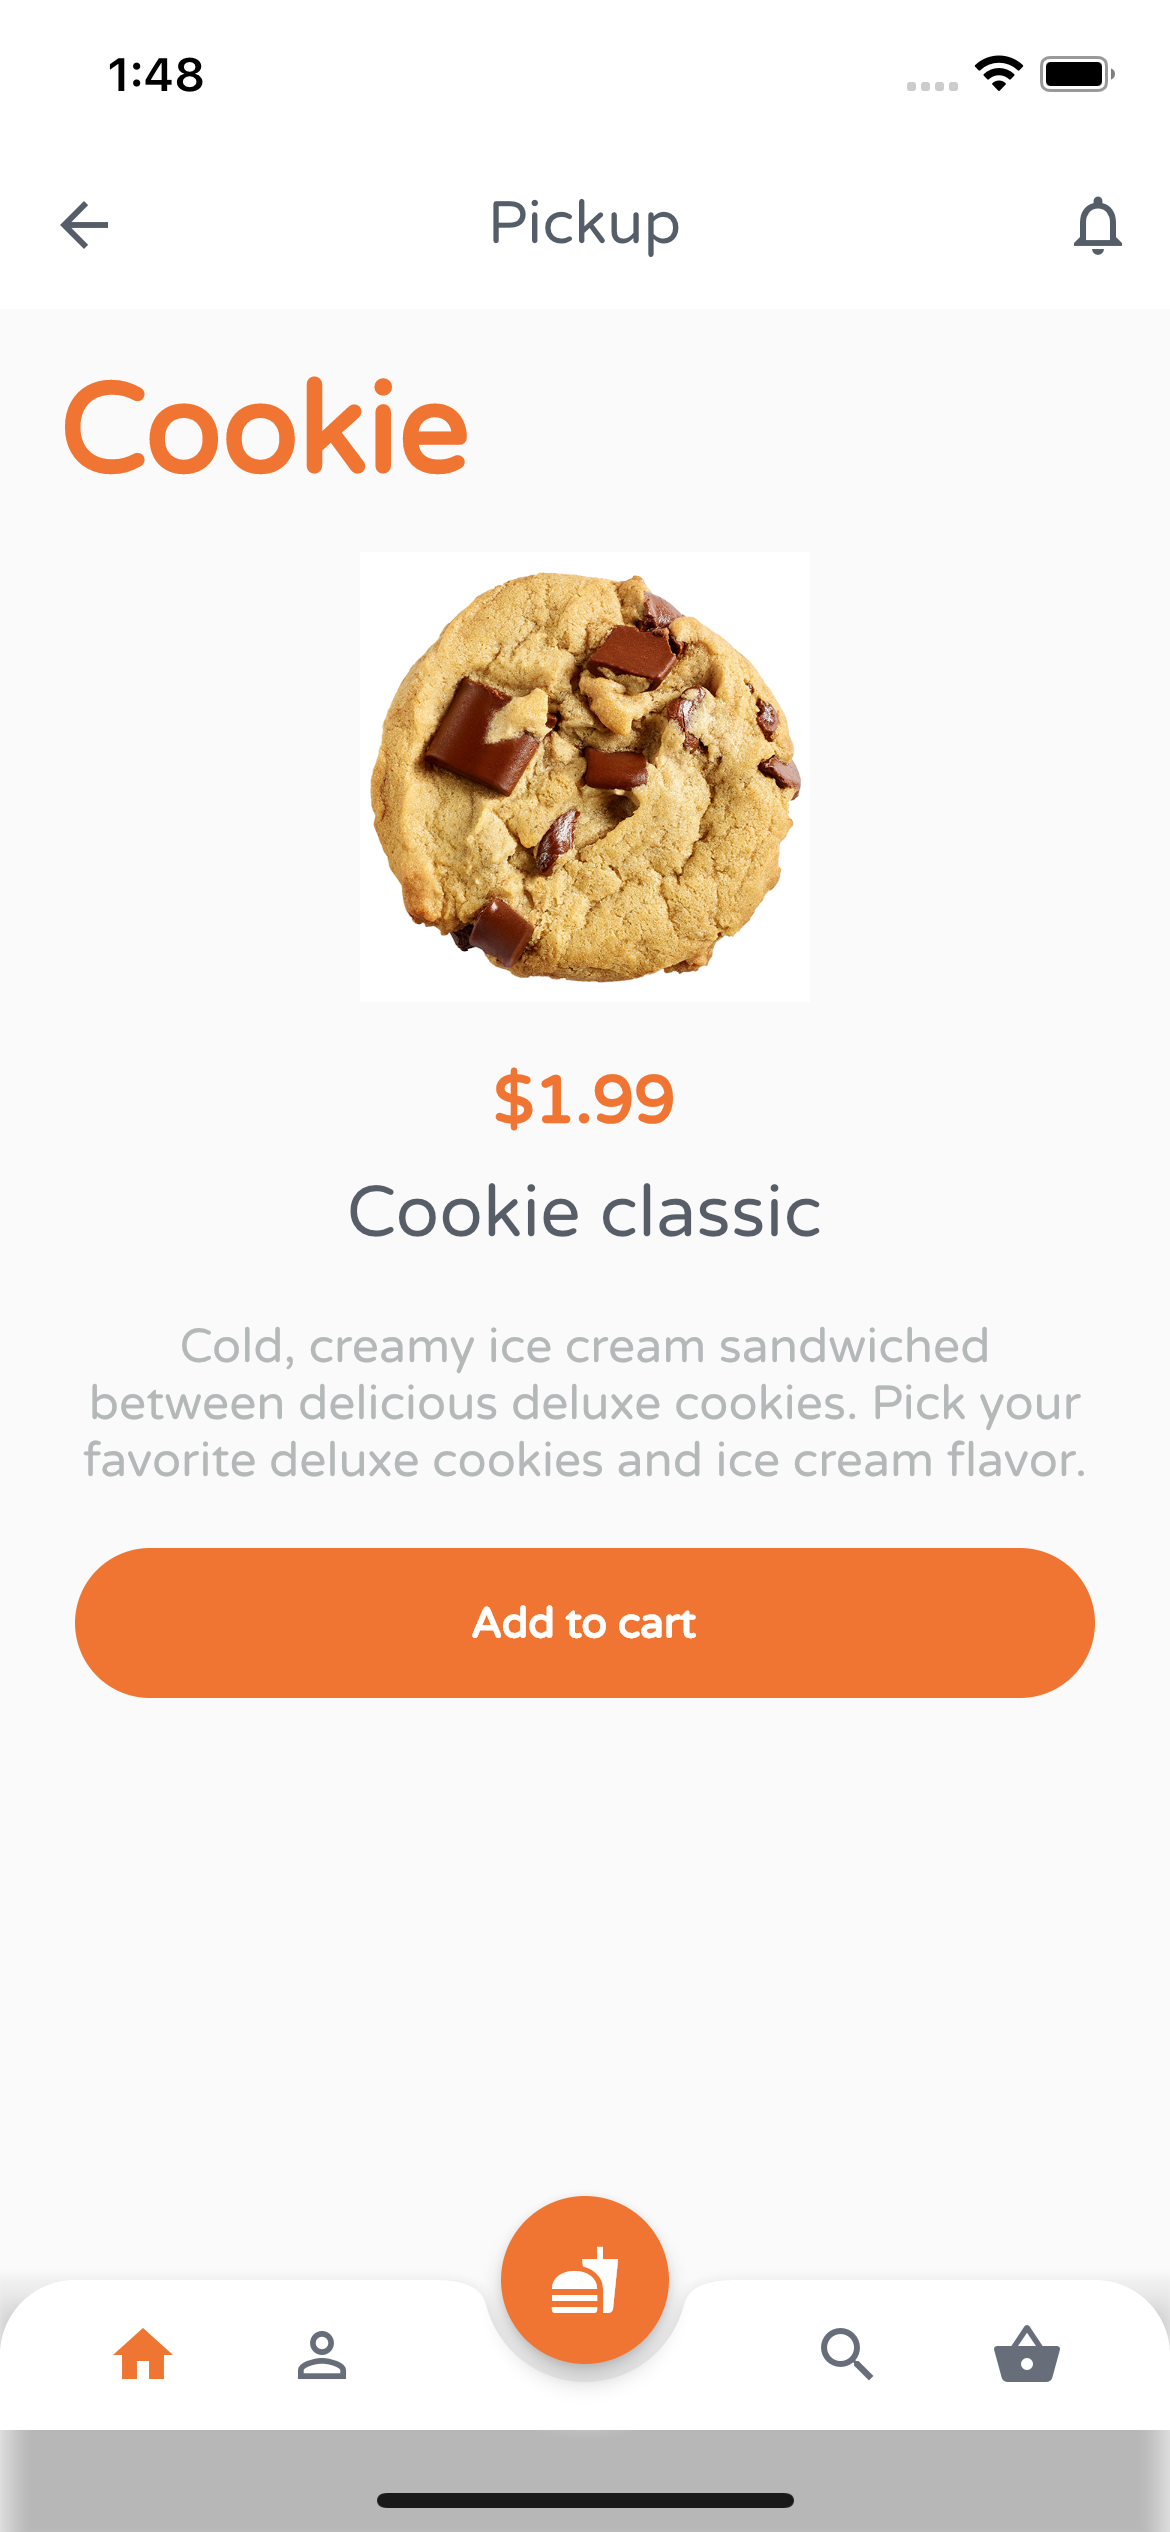 1:48
Pickup
Cookie
$1.99
Cookie classic
Cold, creamy ice cream sandwiched
between delicious deluxe cookies. Pick your
favorite deluxe cookies and ice cream flavor.
Add to cart